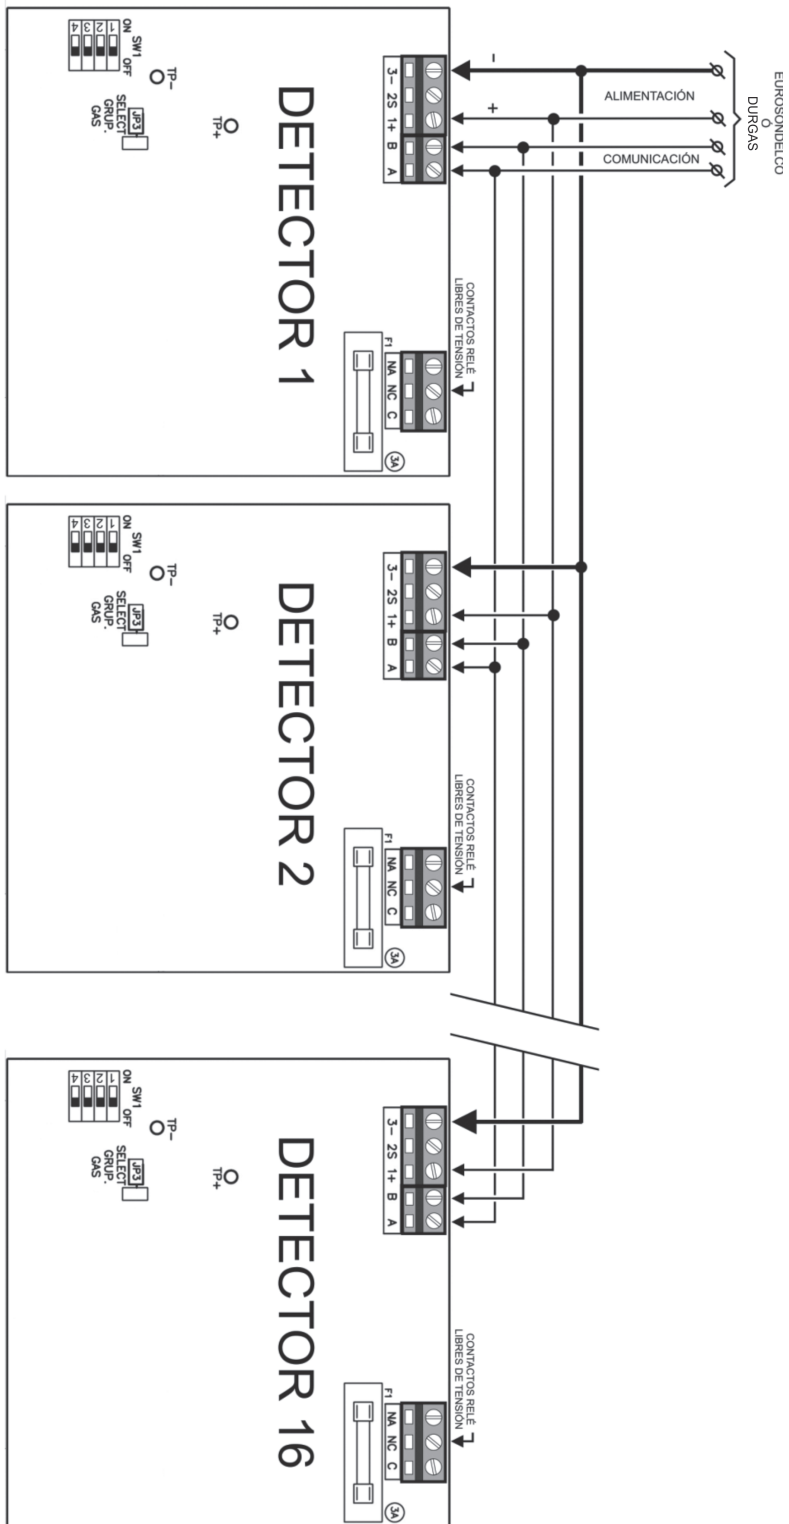 EUROSONDELCO
Ó
DURGAS
-
ALIMENTACIÓN
+
COMUNICACIÓN
CONTACTOS RELÉ
LIBRES DE TENSIÓN
3- 2S 1+ B A
F1
NA NC C
3A
DETECTOR 1
TP+
TP-
SW1
ON OFF
1
2
3
4
JP3
SELECT
GRUP.
GAS
CONTACTOS RELÉ
LIBRES DE TENSIÓN
3- 2S 1+ B A
F1
NA NC C
3A
DETECTOR 2
TP+
TP-
SW1
ON OFF
1
2
3
4
JP3
SELECT
GRUP.
GAS
CONTACTOS RELÉ
LIBRES DE TENSIÓN
3- 2S 1+ B A
F1
NA NC C
3A
DETECTOR 16
TP+
TP-
SW1
ON OFF
1
2
3
4
JP3
SELECT
GRUP.
GAS